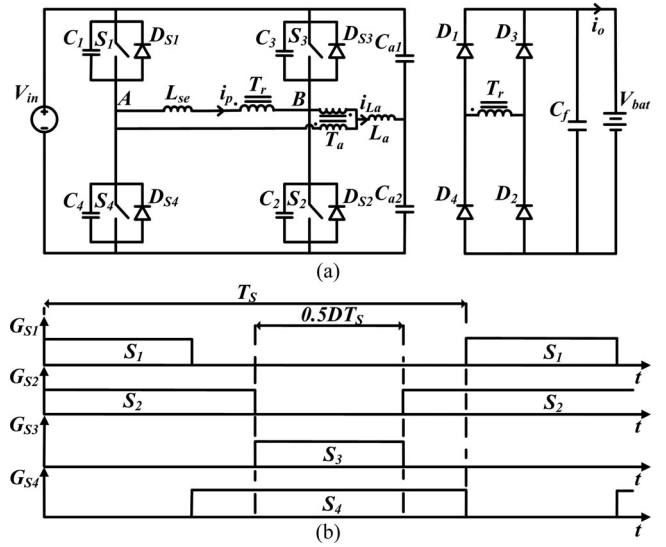 C1 S1 DS1 C3 S3 DS3 Ca1 D1 D3 io
Vin A Lse ip Tr B iLa Tr Cf Vbat
Ta La
C4 S4 DS4 C2 S2 DS2 Ca2 D4 D2
(a)
TS
GS1 0.5DTS
S1 S1 t
GS2
S2 S2 t
GS3
S3 t
GS4
S4 t
(b)